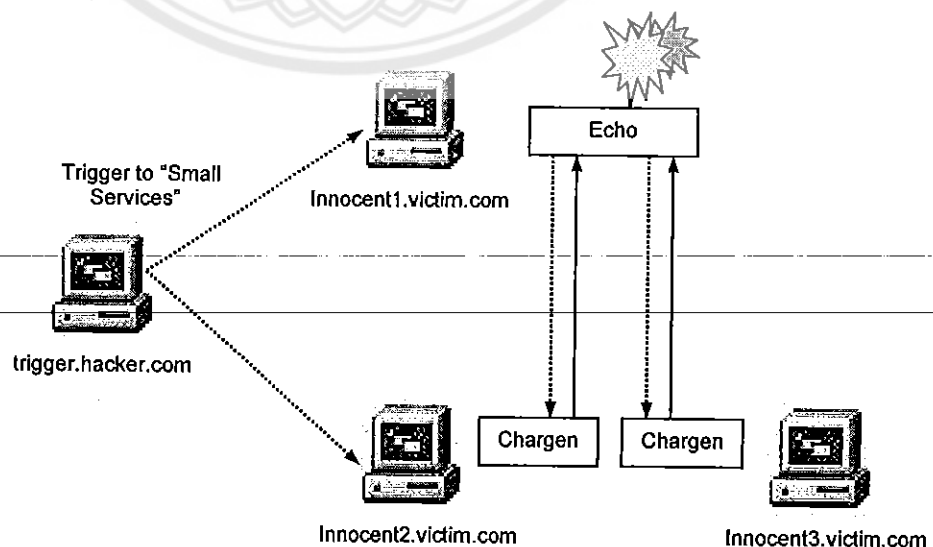 Echo
Trigger to "Small
Services"
Innocent1.victim.com
trigger.hacker.com
Chargen
Chargen
Innocent2.victim.com
Innocent3.victim.com